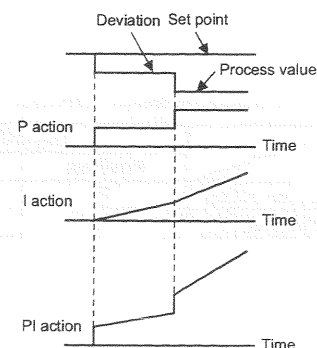 Deviation Set point
Process value
P action
Time
I action
Time
PI action
Time